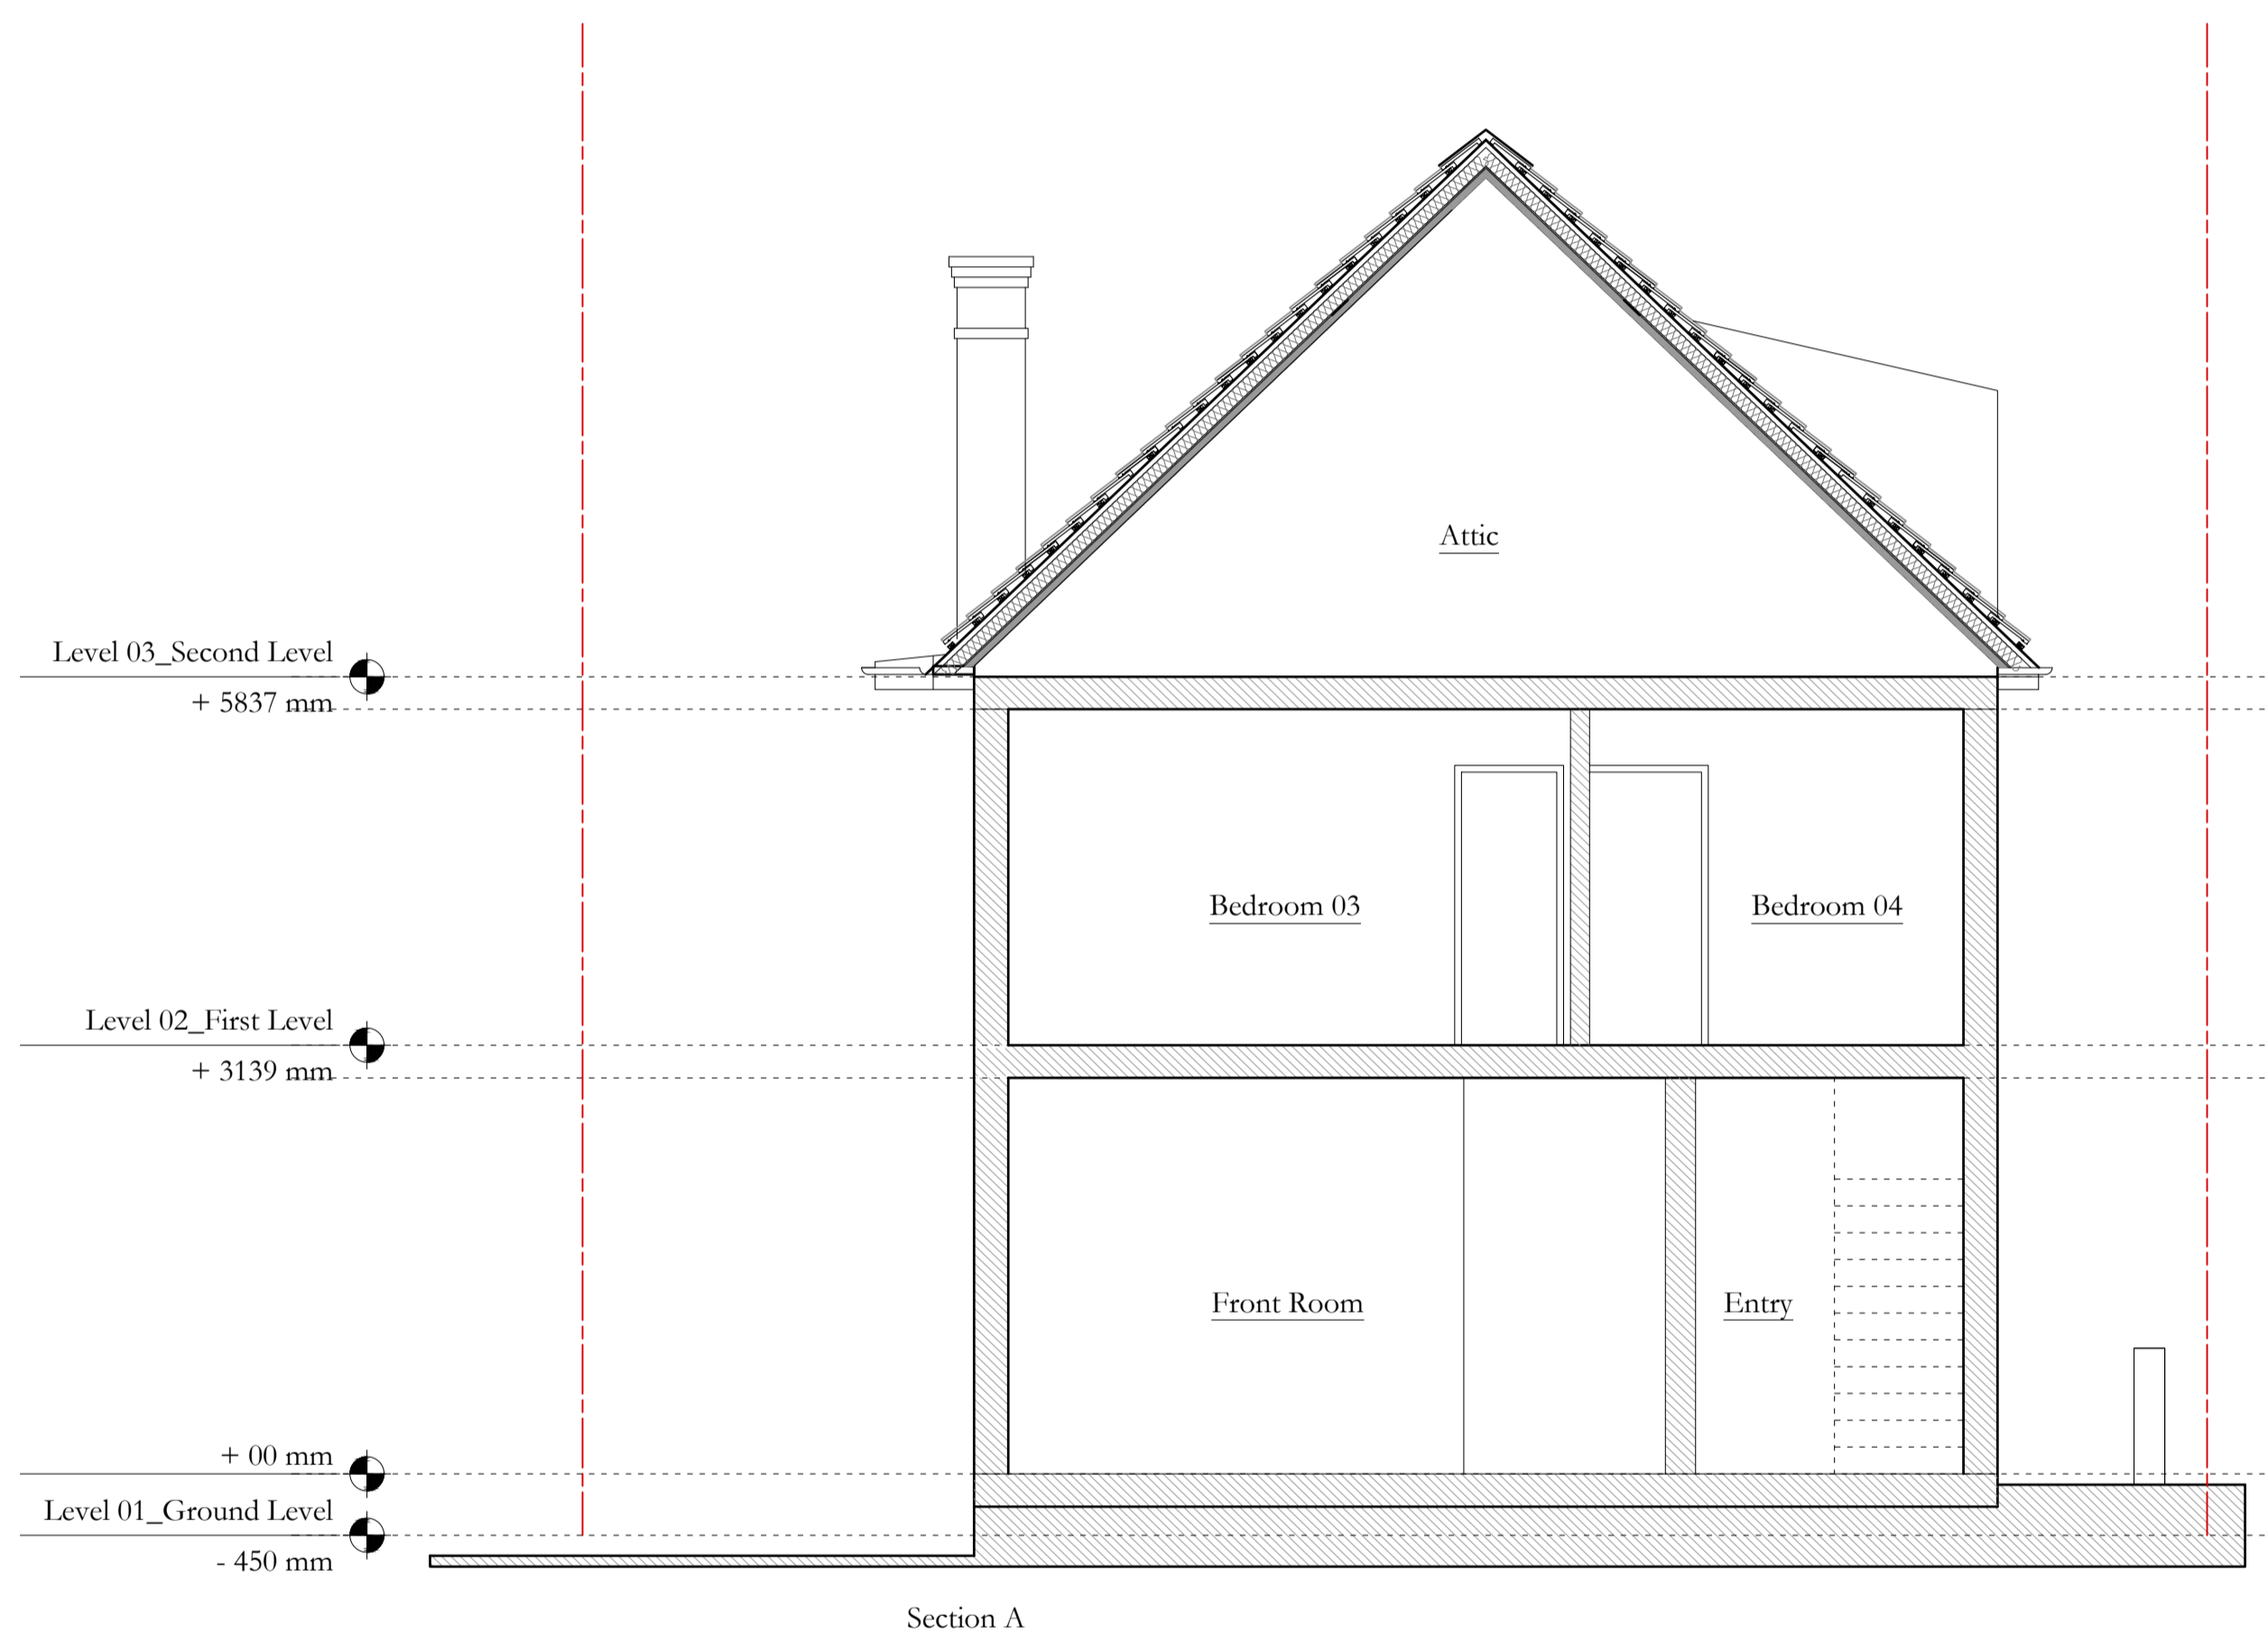 Attic
Level 03_Second Level
+ 5837 mm
Bedroom 03
Bedroom 04
Level 02_First Level
+ 3139 mm
Front Room
Entry
+ 00 mm
Level 01_Ground Level
- 450 mm
Section A